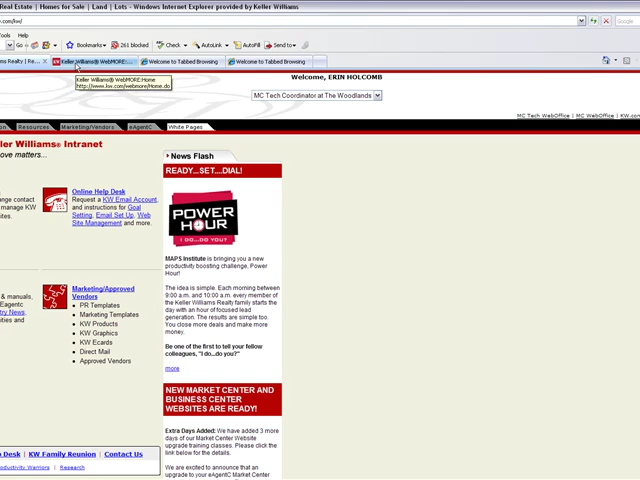 Real Estate | Homes for Sale | Land | Lots - Windows Internet Explorer provided by Keller Williams
.com/kw/
Google
Tools
Go
Bookmarks
261 blocked
Check
AutoLink
AutoFill
Send to
ms Realty | Re...
Keller Williams® WebMORE:...
Welcome to Tabbed Browsing
Welcome to Tabbed Browsing
Keller Williams® WebMORE:Home
http://www.kw.com/webmore/Home.do
Welcome, ERIN HOLCOMB
MC Tech Coordinator at The Woodlands
MC Tech WebOffice | MC WebOffice | KW.com
on
Resources
Marketing/Vendors
eAgentC
White Pages
ller Williams® Intranet
ove matters...
News Flash
READY...SET....DIAL!
POWER
HOUR
I DO...DO YOU?
MAPS Institute is bringing you a new
productivity boosting challenge, Power
Hour!
The idea is simple. Each morning between
9:00 a.m. and 10:00 a.m. every member of
the Keller Williams Realty family starts the
day with an hour of focused lead
generation. The results are simple too.
You close more deals and make more
money.
Be one of the first to tell your fellow
colleagues, "I do...do you?"
more
NEW MARKET CENTER AND
BUSINESS CENTER
WEBSITES ARE READY!
Extra Days Added: We have added 3 more
days of our Market Center Website
upgrade training classes. Please click the
link below for the details.
We are excited to announce that an
upgrade to your eAgentC Market Center
ange contact
manage KW
sites.
Online Help Desk
Request a KW Email Account,
and instructions for Goal
Setting, Email Set Up, Web
Site Management and more.
& manuals,
Eagentc
try News,
ities and
Marketing/Approved
Vendors
PR Templates
Marketing Templates
KW Products
KW Graphics
KW Ecards
Direct Mail
Approved Vendors
p Desk | KW Family Reunion | Contact Us
oductivity Warriors | Research